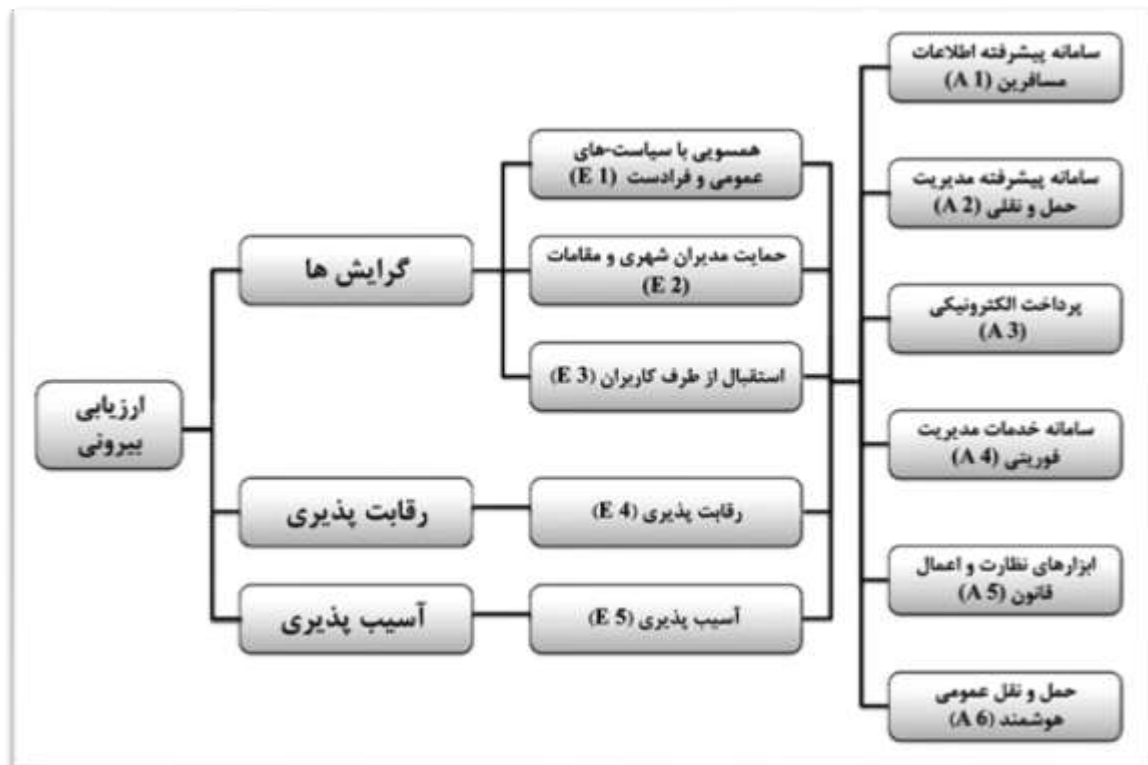 ارزیابی
بیرونی
گرایش ها
رقابت پذیری
آسیب پذیری
همسویی با سیاست-های
عمومی و فرادست (E 1)
حمایت مدیران شهری و مقامات
(E 2)
استقبال از طرف کاربران (E 3)
رقابت پذیری (E 4)
آسیب پذیری (E 5)
سامانه پیشرفته اطلاعات
مسافرین (A 1)
سامانه پیشرفته مدیریت
حمل و نقلی (A 2)
پرداخت الکترونیکی
(A 3)
سامانه خدمات مدیریت
فوریتی (A 4)
ابزارهای نظارت و اعمال
قانون (A 5)
حمل و نقل عمومی
هوشمند (A 6)